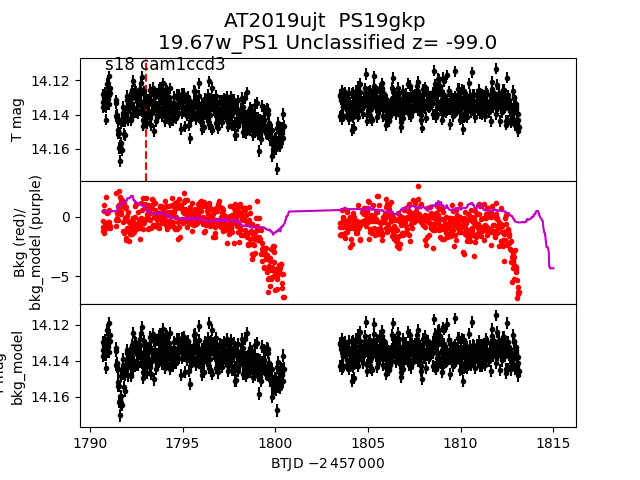 AT2019ujt PS19gkp
19.67w_PS1 Unclassified z= -99.0
s18 cam1ccd3
14.12
14.14
14.16
T mag
0
−5
Bkg (red)/
bkg_model (purple)
14.12
14.14
14.16
mag
bkg_model
1790
1795
1800
1805
1810
1815
BTJD −2 457 000